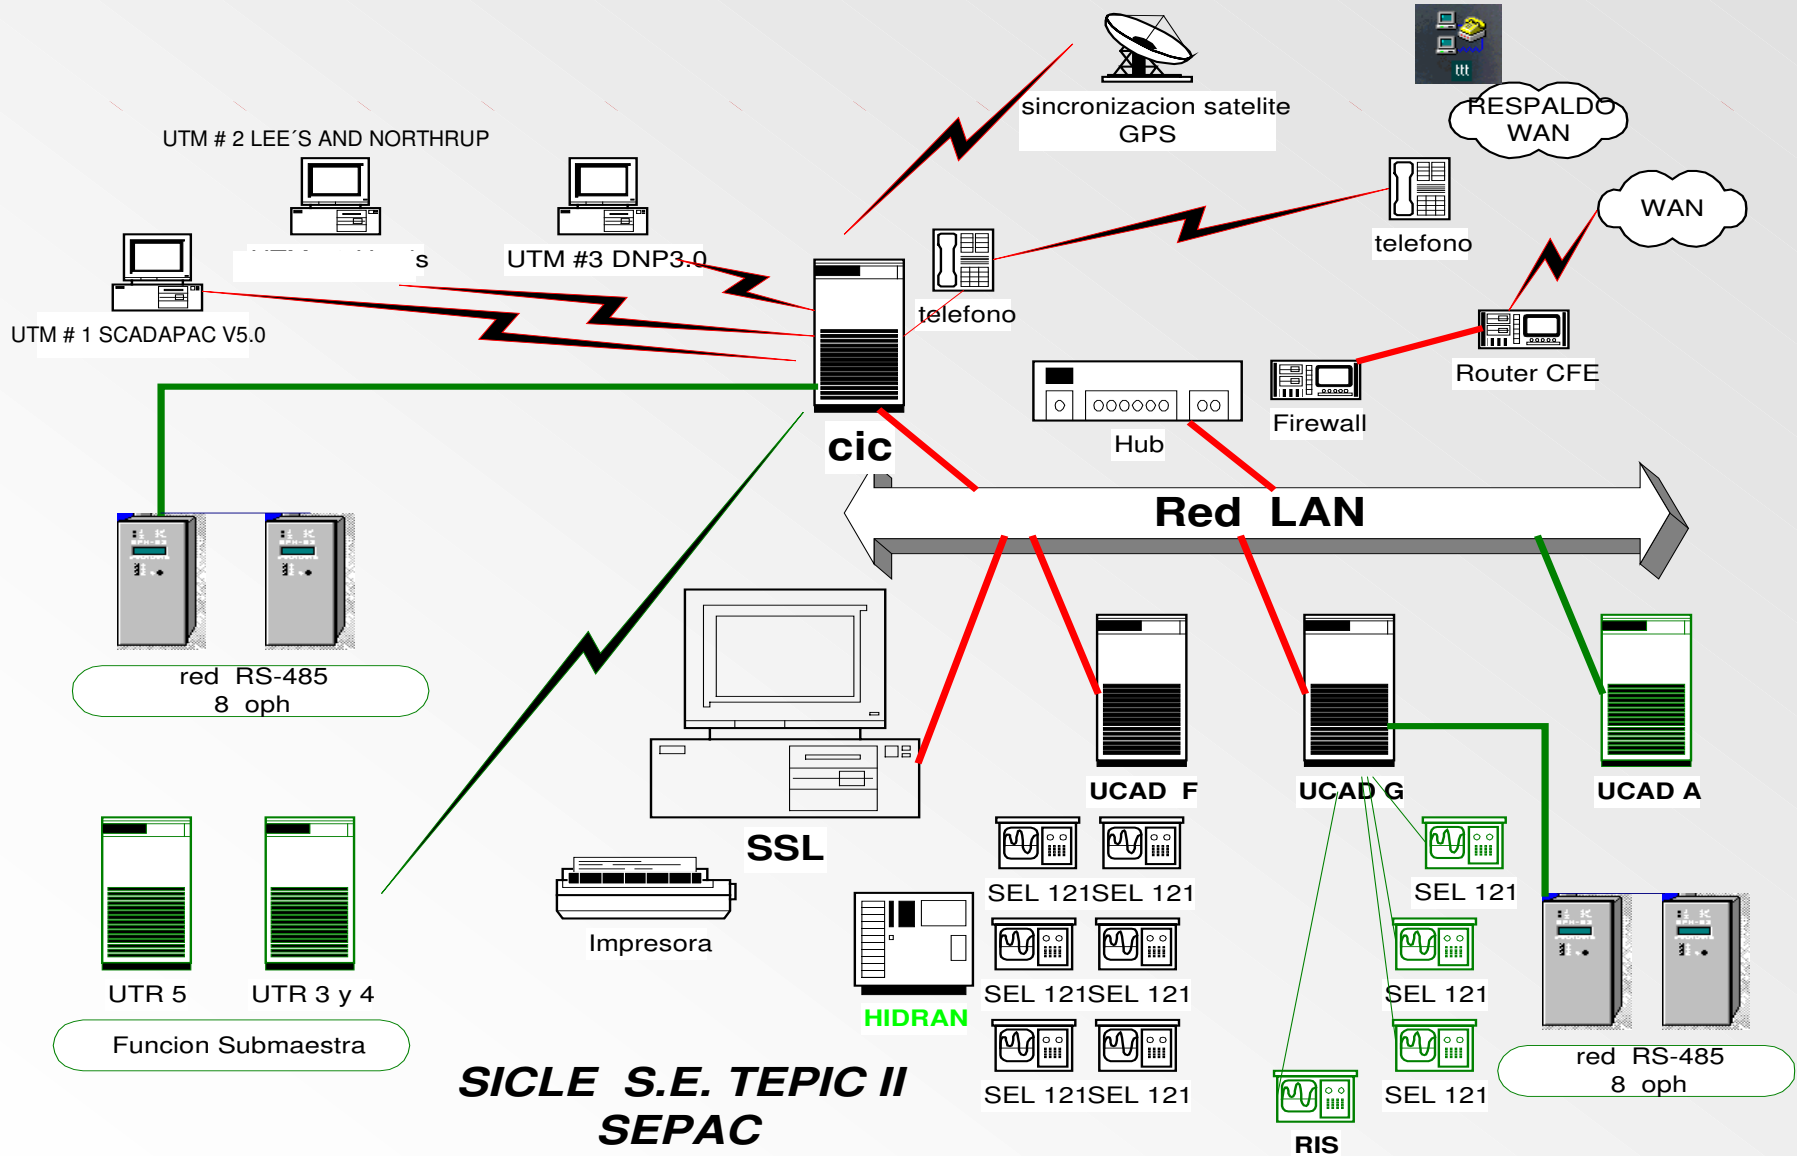 ttt
RESPALDO
WAN
sincronizacion satelite
GPS
UTM # 2 LEE´S AND NORTHRUP
WAN
telefono
UTM #3 DNP3.0
s
telefono
UTM # 1 SCADAPAC V5.0
Router CFE
Firewall
Hub
cic
Red LAN
red RS-485
8 oph
UCAD F
UCAD G
UCAD A
SSL
SEL 121
SEL 121
SEL 121
Impresora
UTR 5
UTR 3 y 4
SEL 121
SEL 121
SEL 121
HIDRAN
Funcion Submaestra
red RS-485
8 oph
SICLE S.E. TEPIC II
SEPAC
SEL 121
SEL 121
SEL 121
RIS